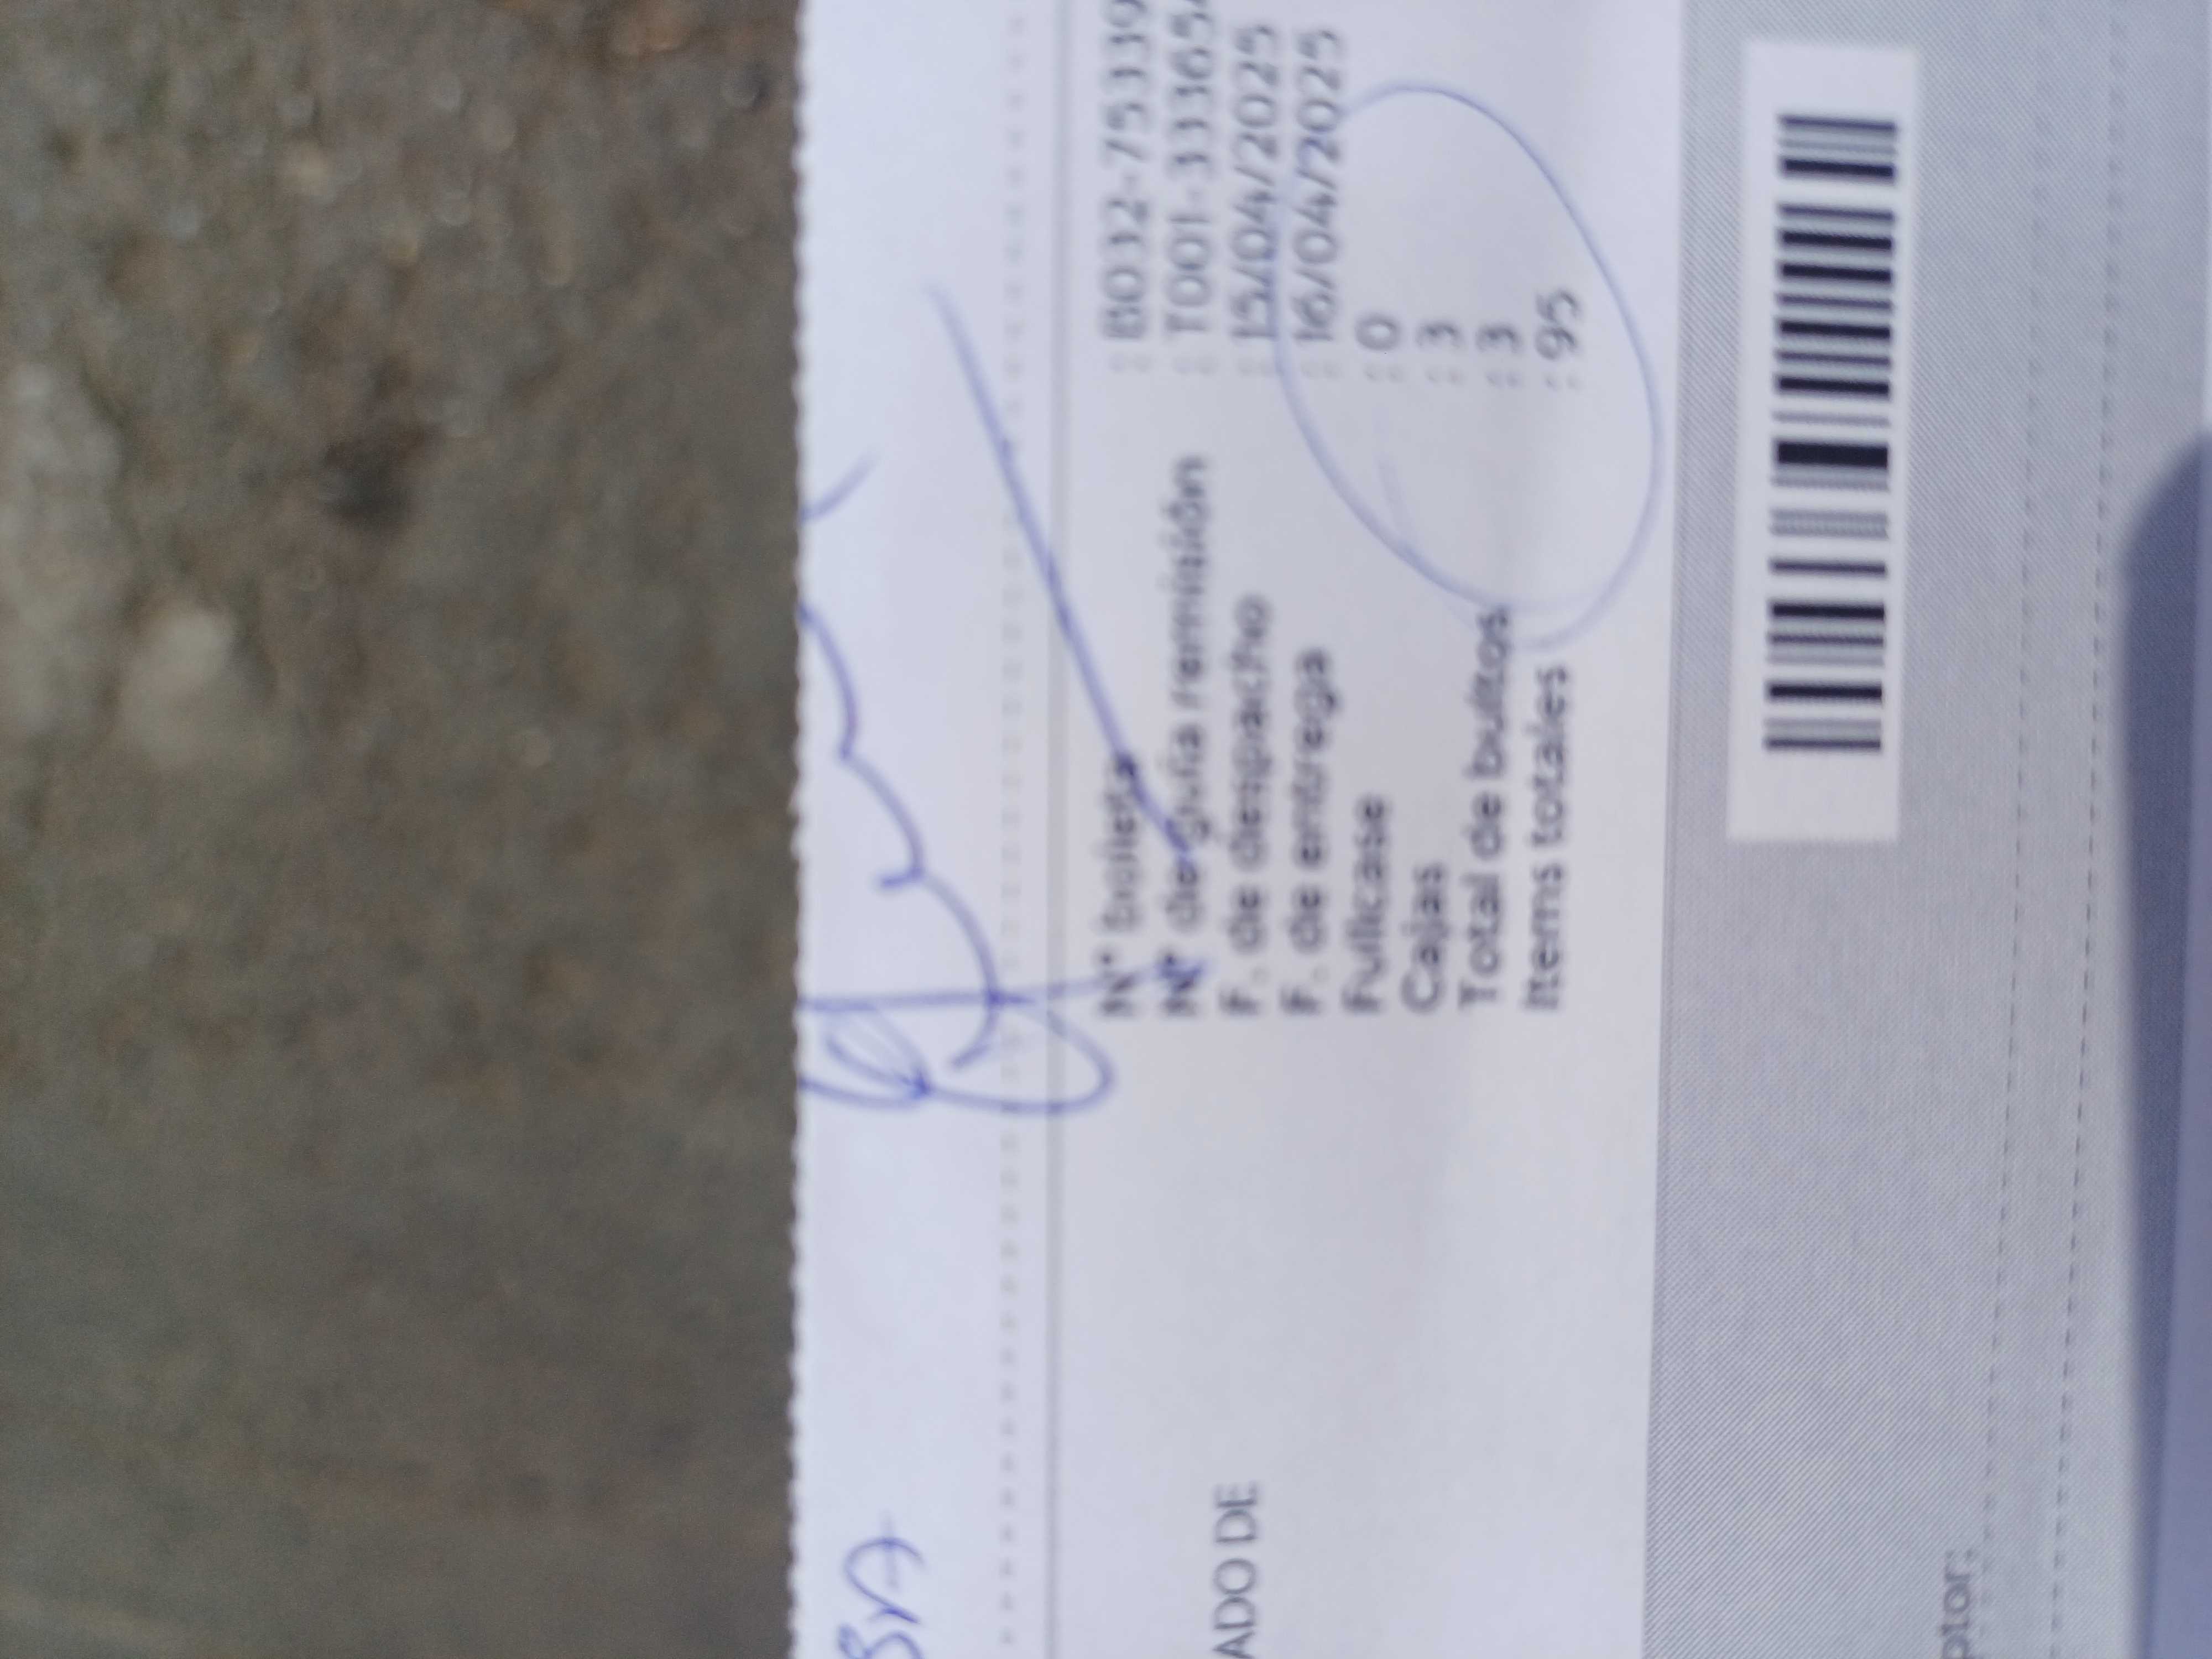 N° boleta : B032-75339
N° de guía remisión : T001-333654
F. de despacho : 15/04/2025
F. de entrega : 16/04/2025
Fullcase : 0
Cajas : 3
Total de bultos : 3
Items totales : 95
ADO DE
ptor: